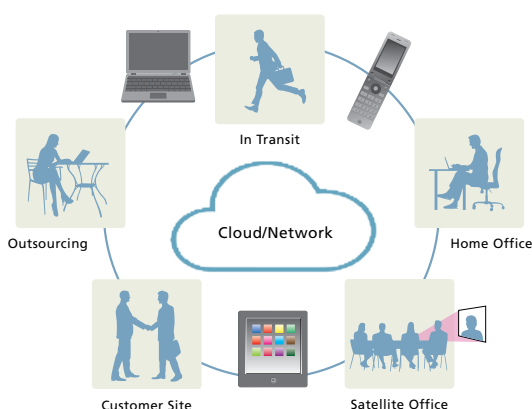 In Transit
Cloud/Network
Outsourcing
Home Office
Customer Site
Satellite Office